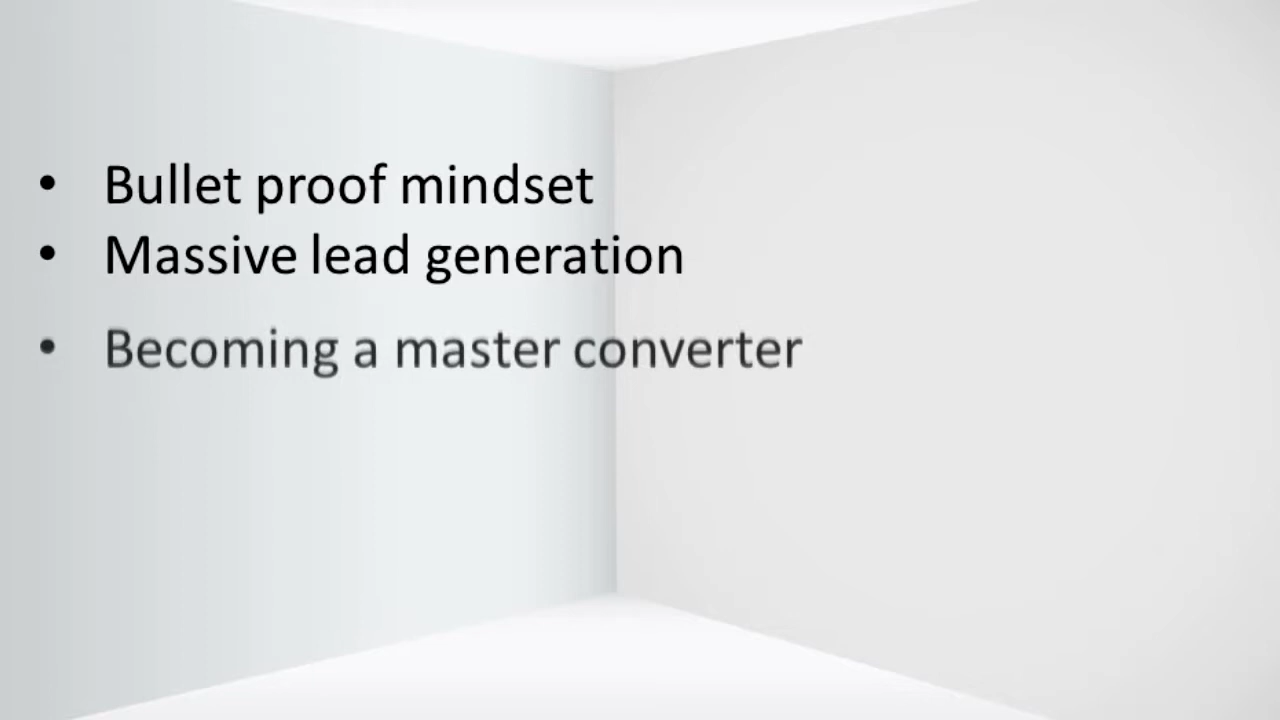 • Bullet proof mindset
• Massive lead generation
• Becoming a master converter